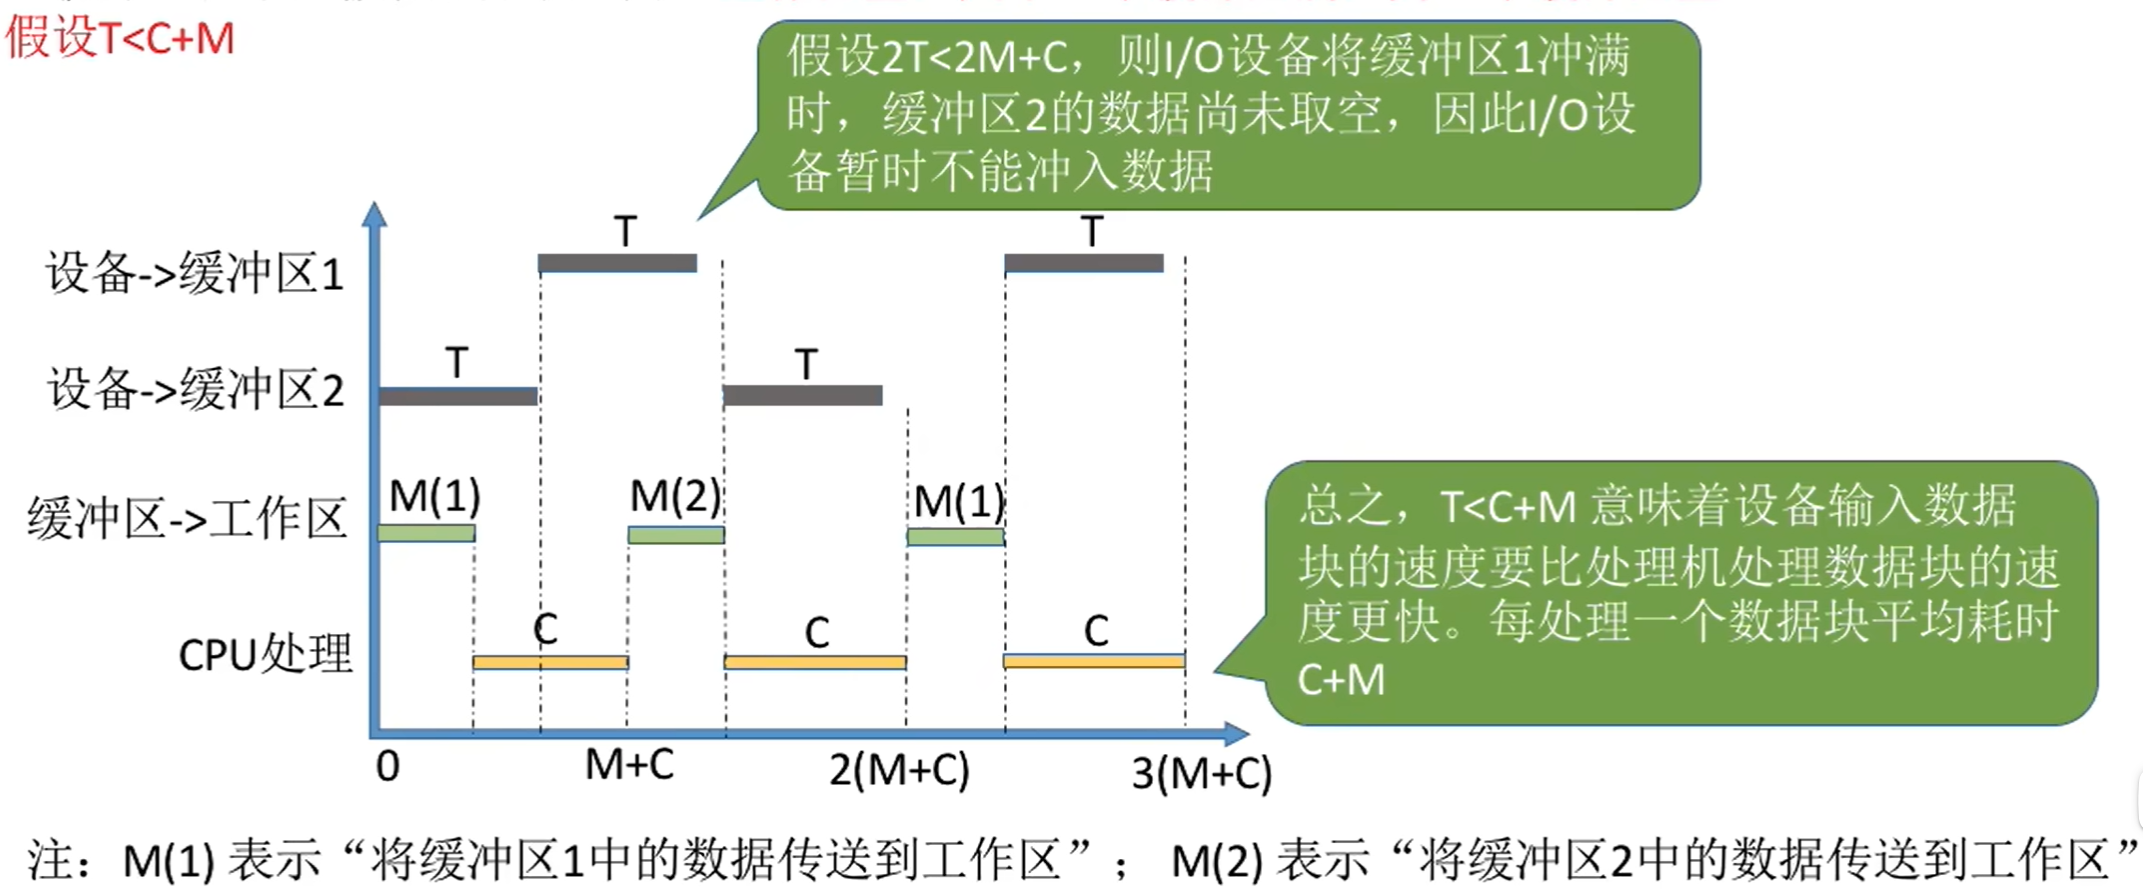 假设T<C+M
假设2T<2M+C，则I/O设备将缓冲区1冲满
时，缓冲区2的数据尚未取空，因此I/O设
备暂时不能冲入数据
T
T
设备->缓冲区1
T
T
设备->缓冲区2
M(1)
M(2)
M(1)
缓冲区->工作区
总之，T<C+M 意味着设备输入数据
块的速度要比处理机处理数据块的速
度更快。每处理一个数据块平均耗时
C+M
C
C
C
CPU处理
0
M+C
2(M+C)
3(M+C)
注：M(1) 表示“将缓冲区1中的数据传送到工作区”； M(2) 表示“将缓冲区2中的数据传送到工作区”